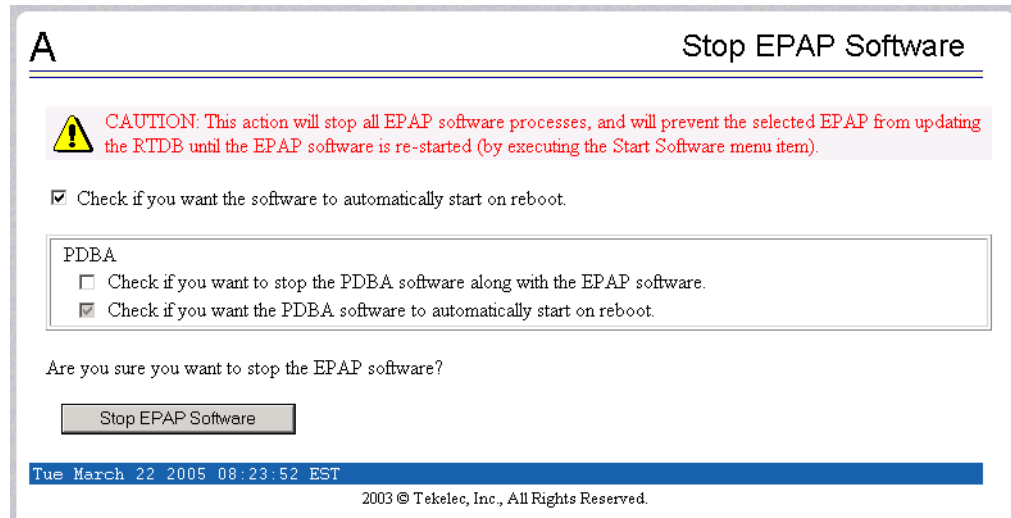 A
Stop EPAP Software
CAUTION: This action will stop all EPAP software processes, and will prevent the selected EPAP from updating
the RTDB until the EPAP software is re-started (by executing the Start Software menu item).
Check if you want the software to automatically start on reboot.
PDBA
Check if you want to stop the PDBA software along with the EPAP software.
Check if you want the PDBA software to automatically start on reboot.
Are you sure you want to stop the EPAP software?
Stop EPAP Software
Tue March 22 2005 08:23:52 EST
2003 © Tekelec, Inc., All Rights Reserved.